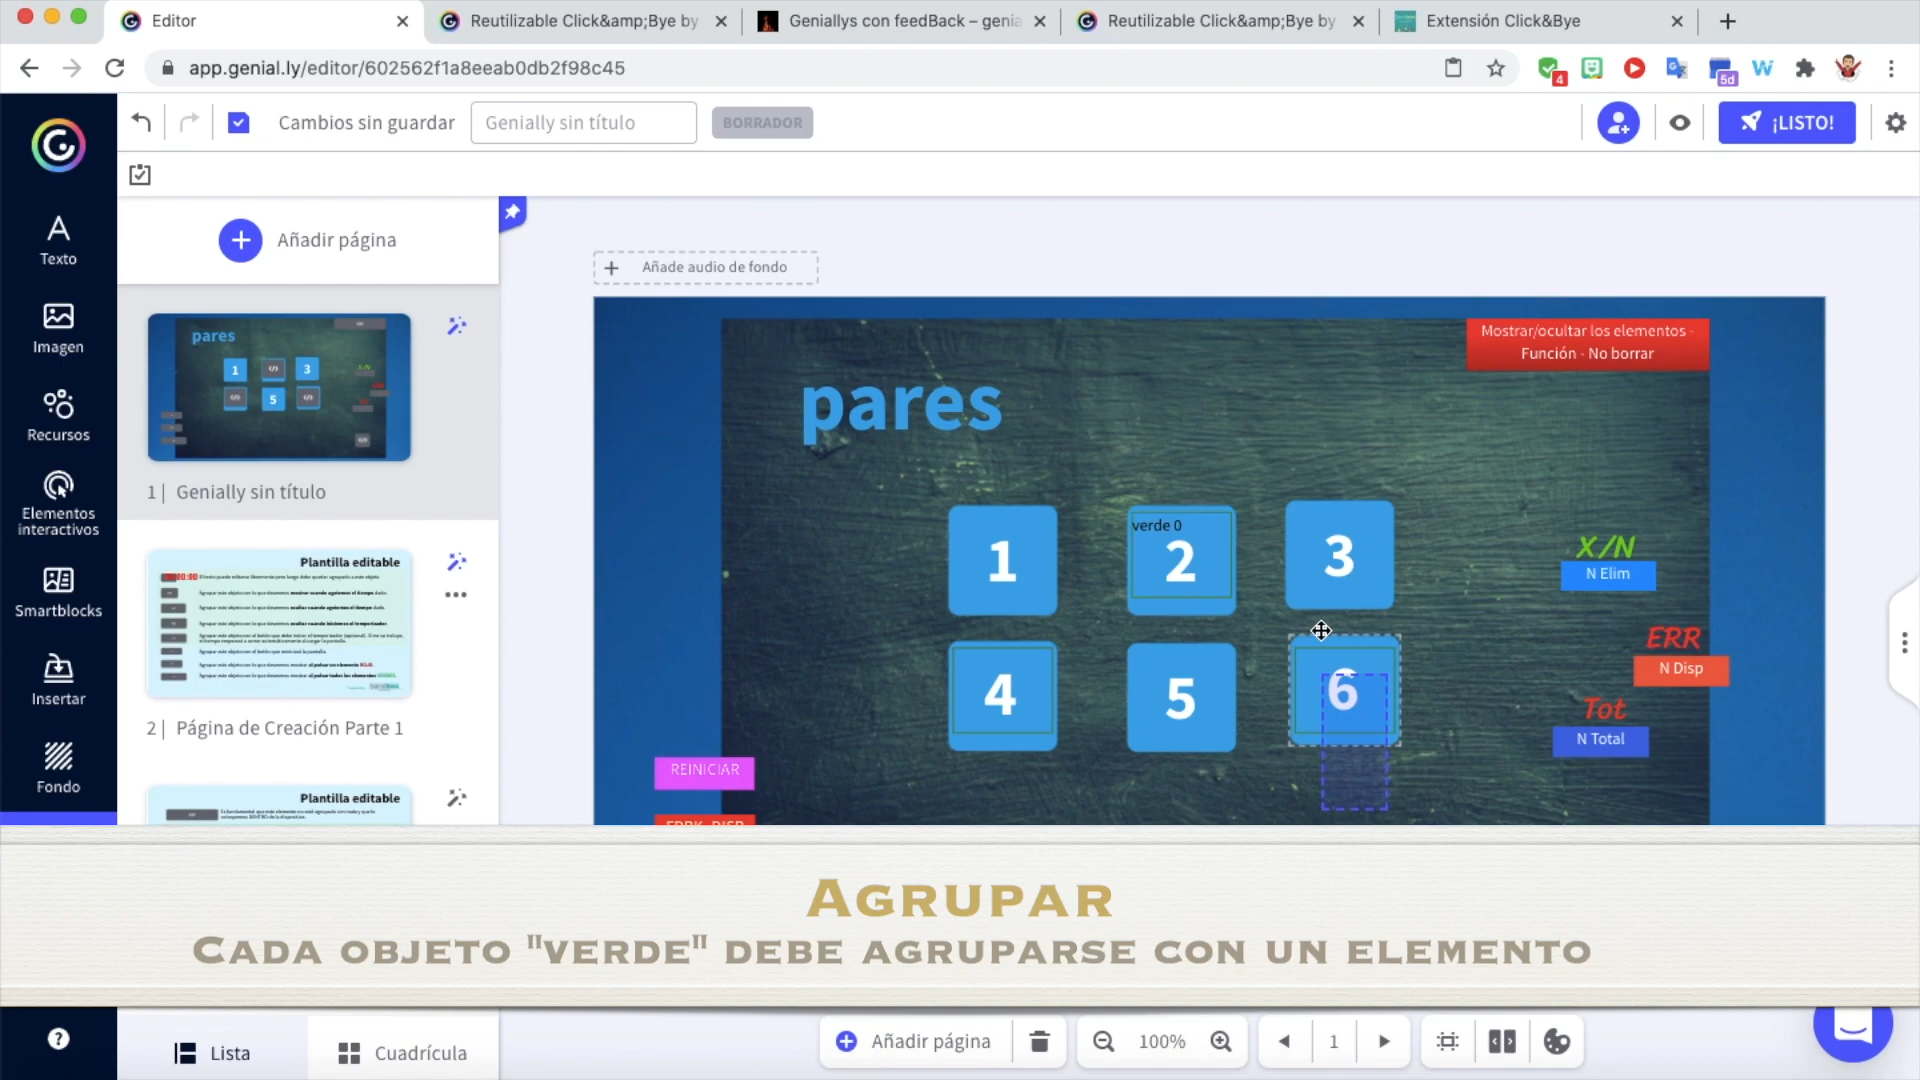 Editor
Reutilizable Click&amp;Bye by
Geniallys con feedBack – genia
Reutilizable Click&amp;Bye by
Extensión Click&Bye
app.genial.ly/editor/602562f1a8eeab0db2f98c45
4
5d
W
Cambios sin guardar
Genially sin título
BORRADOR
¡LISTO!
Texto
Imagen
Recursos
Elementos
interactivos
Smartblocks
Insertar
Fondo
Añadir página
pares
1
3
5
1 | Genially sin título
Plantilla editable
2 | Página de Creación Parte 1
Plantilla editable
Añade audio de fondo
Mostrar/ocultar los elementos -
Función - No borrar
pares
1
verde 0
2
3
4
5
6
X/N
N Elim
ERR
N Disp
Tot
N Total
REINICIAR
Agrupar
Cada objeto "verde" debe agruparse con un elemento
Lista
Cuadrícula
Añadir página
100%
1